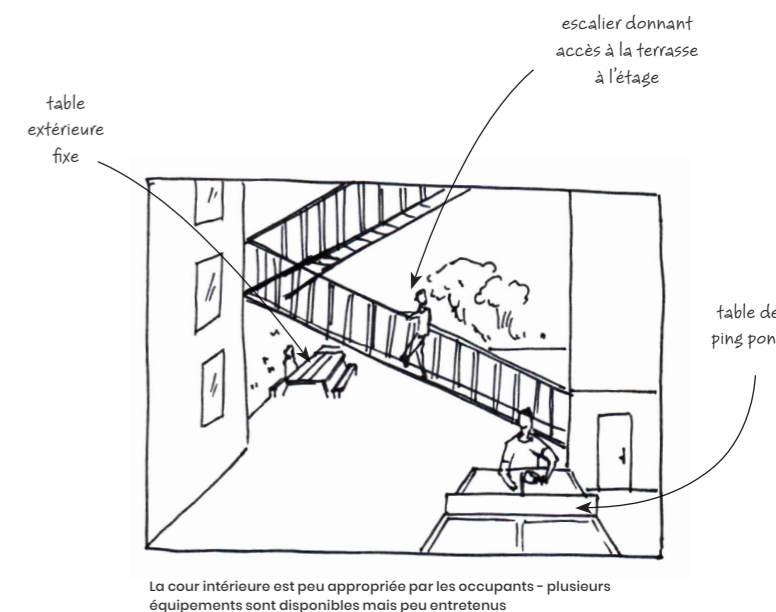 escalier donnant
accès à la terrasse
à l'étage
table
extérieure
fixe
table de
ping pon
La cour intérieure est peu appropriée par les occupants - plusieurs
équipements sont disponibles mais peu entretenus